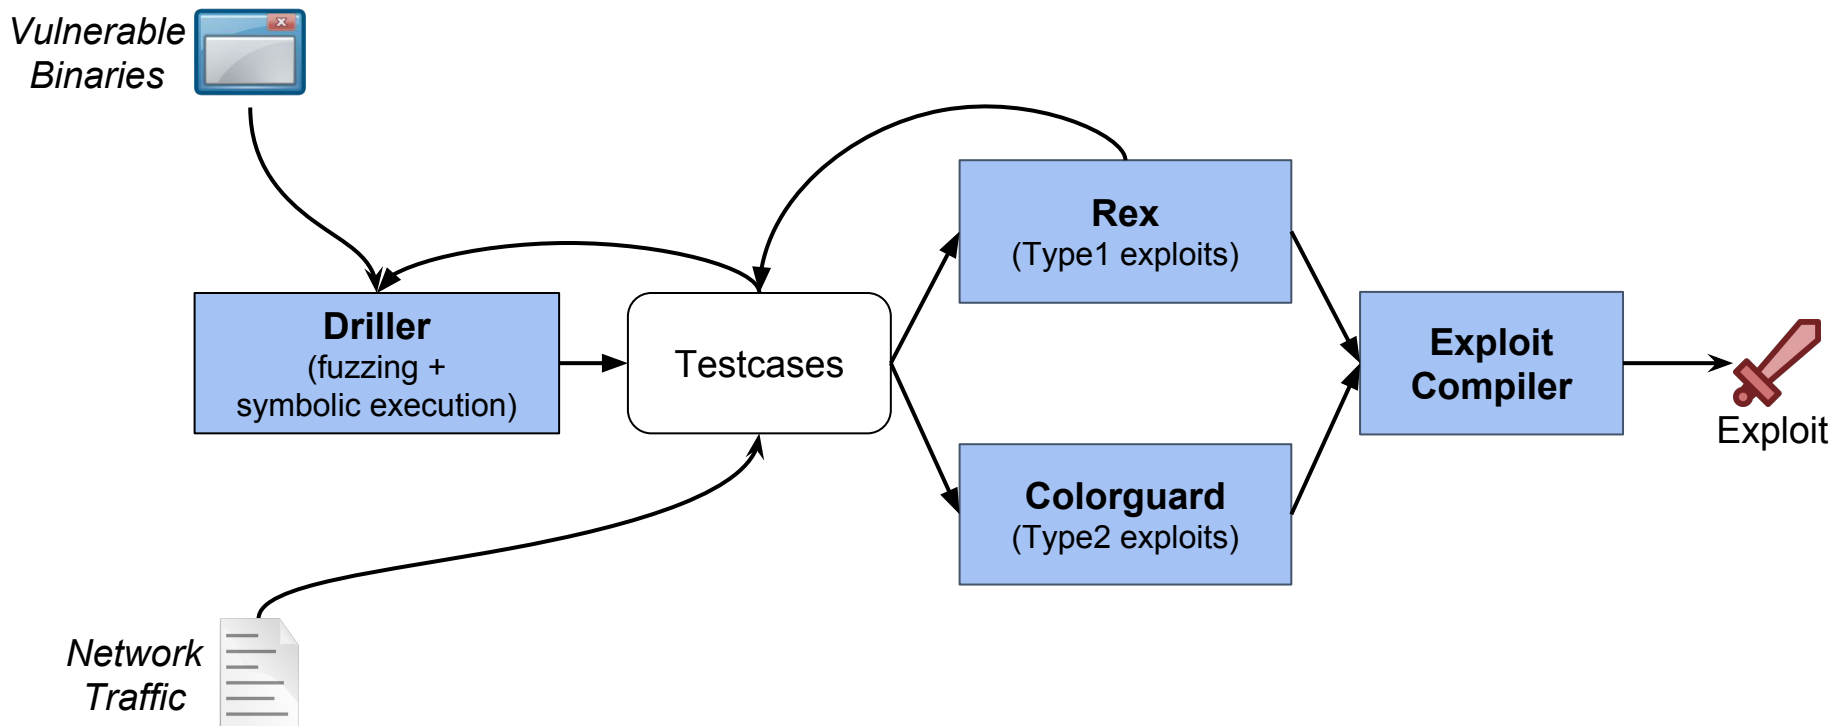 Vulnerable
Binaries
Driller
(fuzzing +
symbolic execution)
Testcases
Rex
(Type1 exploits)
Colorguard
(Type2 exploits)
Exploit
Compiler
Exploit
Network
Traffic